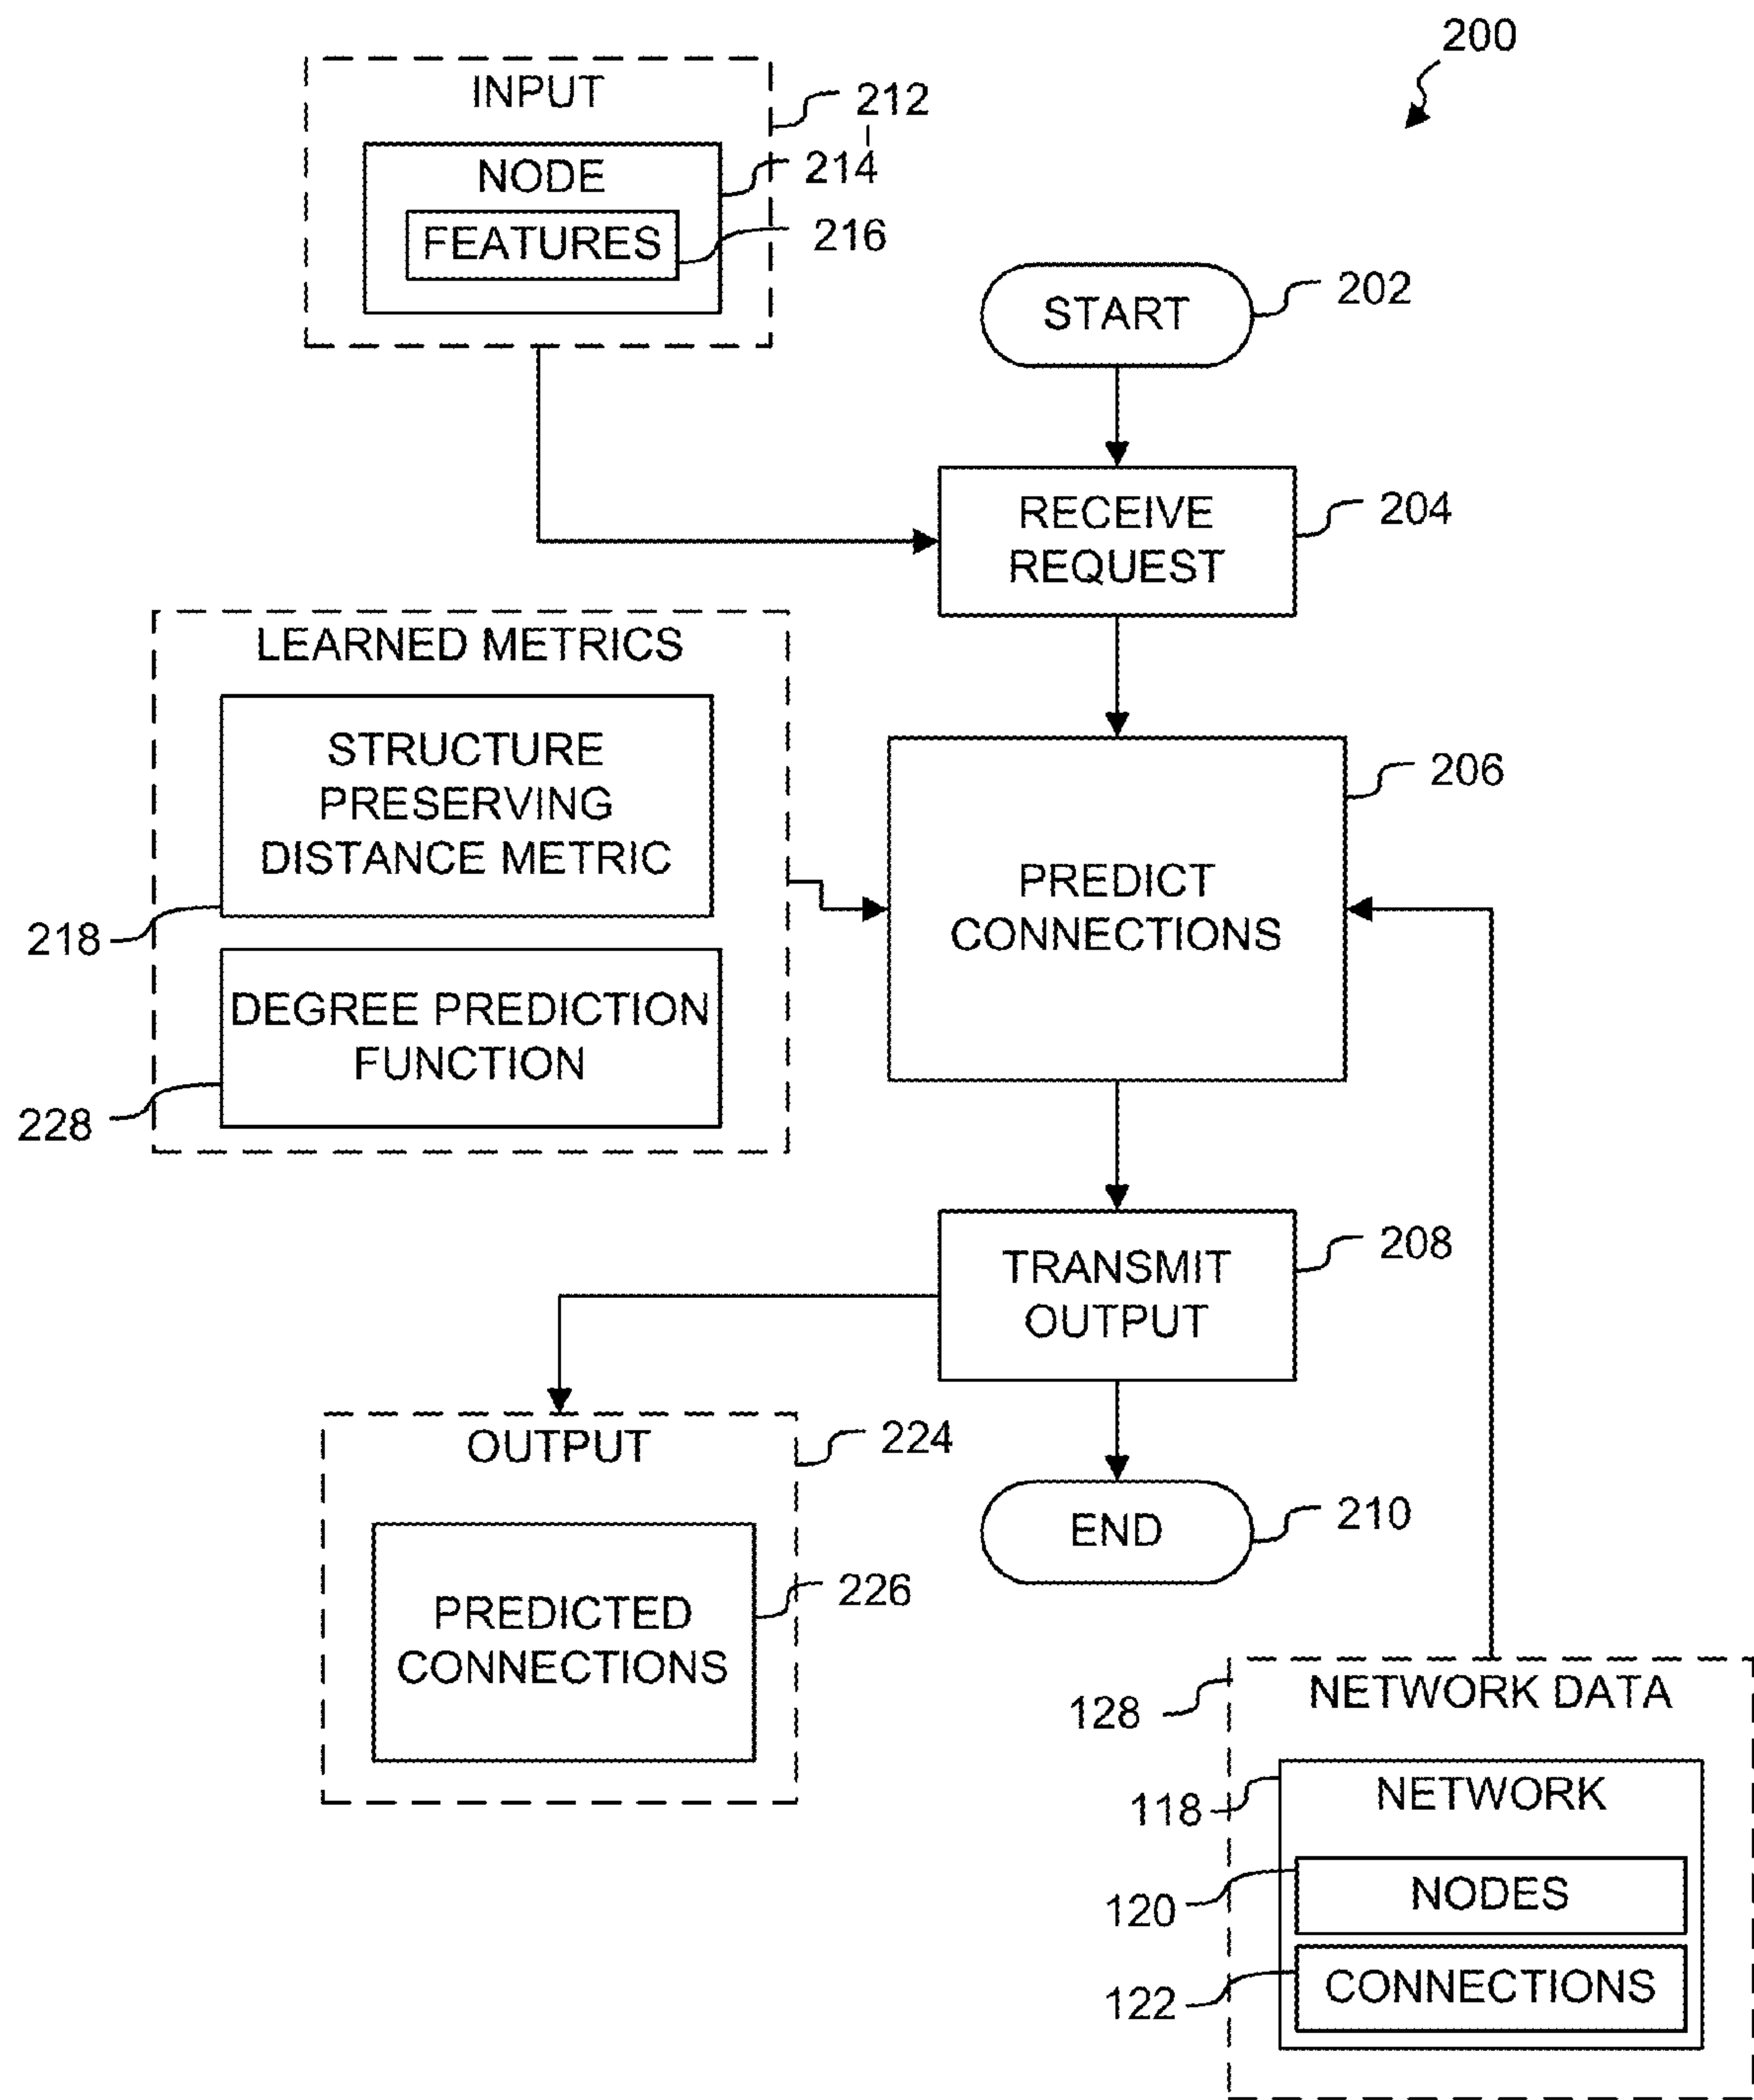 200
INPUT
212
NODE
214
FEATURES
216
START
202
RECEIVE
REQUEST
204
LEARNED METRICS
STRUCTURE
PRESERVING
DISTANCE METRIC
218
DEGREE PREDICTION
FUNCTION
228
PREDICT
CONNECTIONS
206
TRANSMIT
OUTPUT
208
OUTPUT
224
PREDICTED
CONNECTIONS
226
END
210
NETWORK DATA
128
NETWORK
118
NODES
120
CONNECTIONS
122